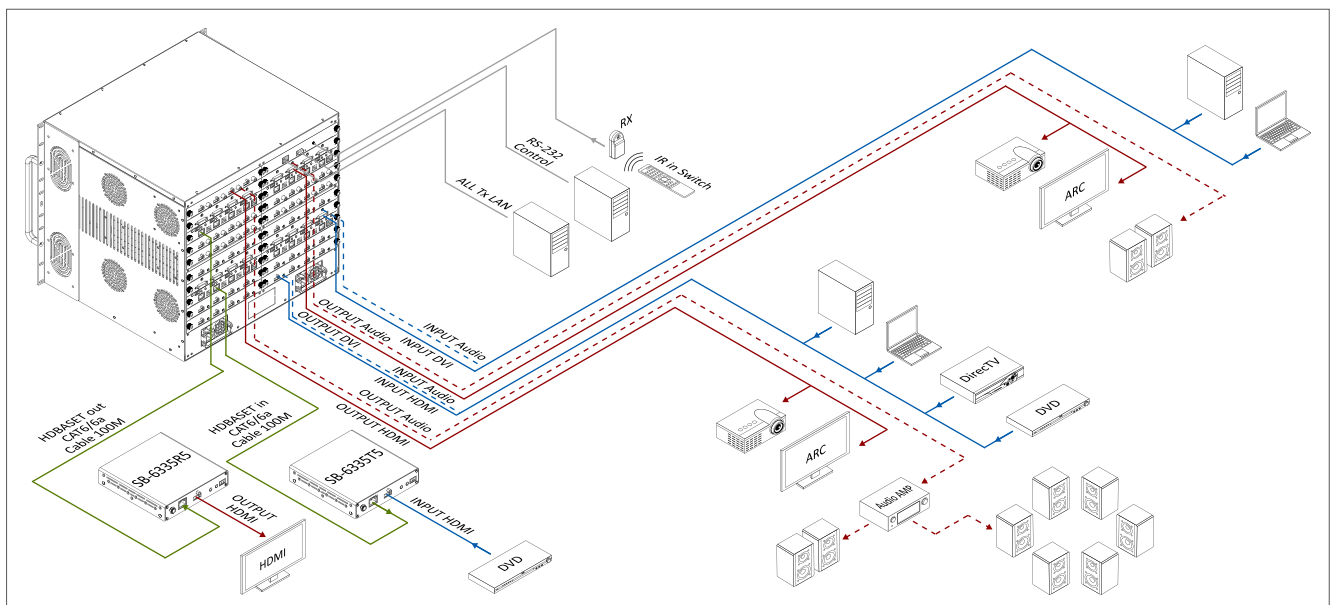 RX
RS-232
Control
IR in Switch
ALL Tx LAN
ARC
INPUT Audio
INPUT DVI
OUTPUT Audio
OUTPUT DVI
INPUT Audio
INPUT HDMI
OUTPUT Audio
OUTPUT HDMI
DirecTV
DVD
ARC
Audio AMP
HDBASET out
CAT6/6a
Cable 100M
HDBASET in
CAT6/6a
Cable 100M
SB-6335R5
SB-6335T5
OUTPUT
HDMI
HDMI
INPUT HDMI
DVD